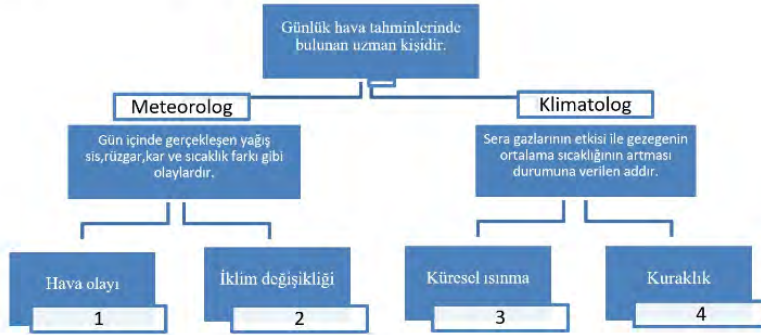 Günlük hava tahminlerinde
bulunan uzman kişidir.
Meteorolog
Klimatolog
Gün içinde gerçekleşen yağış
sis,rüzgar,kar ve sıcaklık farkı gibi
olaylardır.
Sera gazlarının etkisi ile gezegenin
ortalama sıcaklığının artması
durumuna verilen addır.
Hava olayı
1
İklim değişikliği
2
Küresel ısınma
3
Kuraklık
4